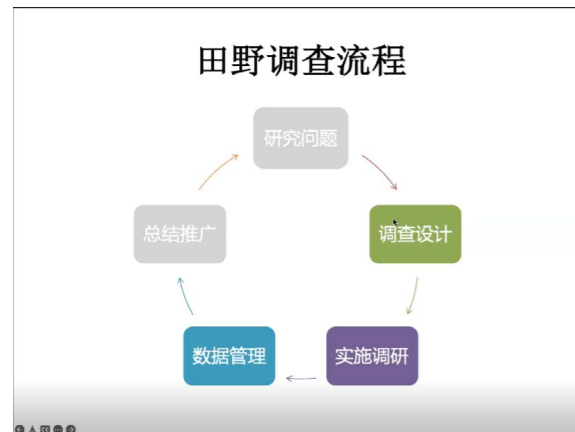 田野调查流程
研究问题
调查设计
实施调研
数据管理
总结推广